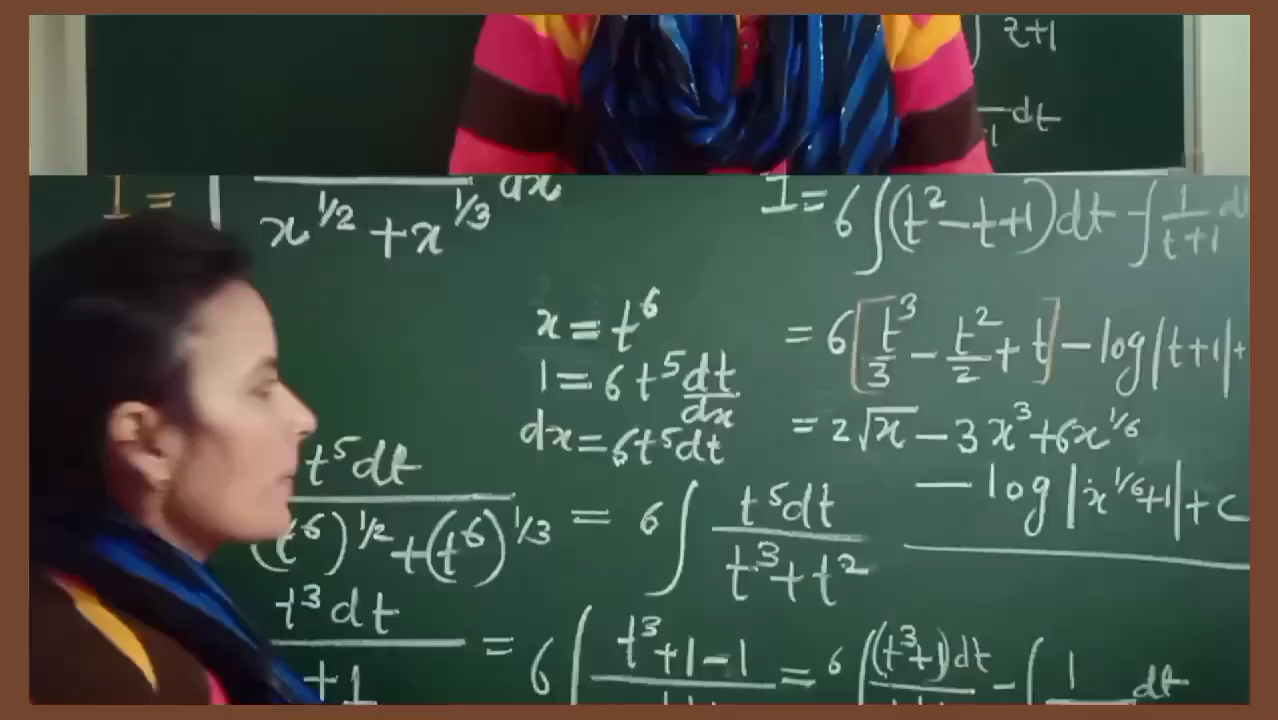 z+1
dt
I = ∫ dx
x^{1/2} + x^{1/3}
x = t^6
1 = 6t^5 dt/dx
dx = 6t^5 dt
t^5 dt
(t^6)^{1/2} + (t^6)^{1/3} = 6∫ t^5 dt / t^3 + t^2
t^3 dt
+1
= 6∫ t^3 + 1 - 1 = 6∫ (t^3+1) dt - ∫ 1 dt
I = 6∫(t^2 - t + 1)dt - ∫ 1/t+1 d
= 6[t^3/3 - t^2/2 + t] - log|t+1| +
= 2√x - 3x^3 + 6x^{1/6}
- log|x^{1/6}+1| + c